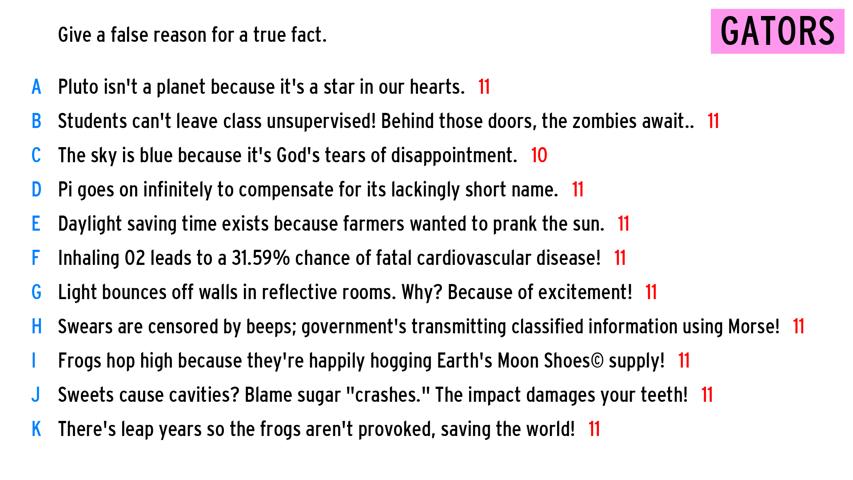 Give a false reason for a true fact.
GATORS
A Pluto isn't a planet because it's a star in our hearts. 11
B Students can't leave class unsupervised! Behind those doors, the zombies await.. 11
C The sky is blue because it's God's tears of disappointment. 10
D Pi goes on infinitely to compensate for its lackingly short name. 11
E Daylight saving time exists because farmers wanted to prank the sun. 11
F Inhaling O2 leads to a 31.59% chance of fatal cardiovascular disease! 11
G Light bounces off walls in reflective rooms. Why? Because of excitement! 11
H Swears are censored by beeps; government's transmitting classified information using Morse! 11
I Frogs hop high because they're happily hogging Earth's Moon Shoes© supply! 11
J Sweets cause cavities? Blame sugar "crashes." The impact damages your teeth! 11
K There's leap years so the frogs aren't provoked, saving the world! 11